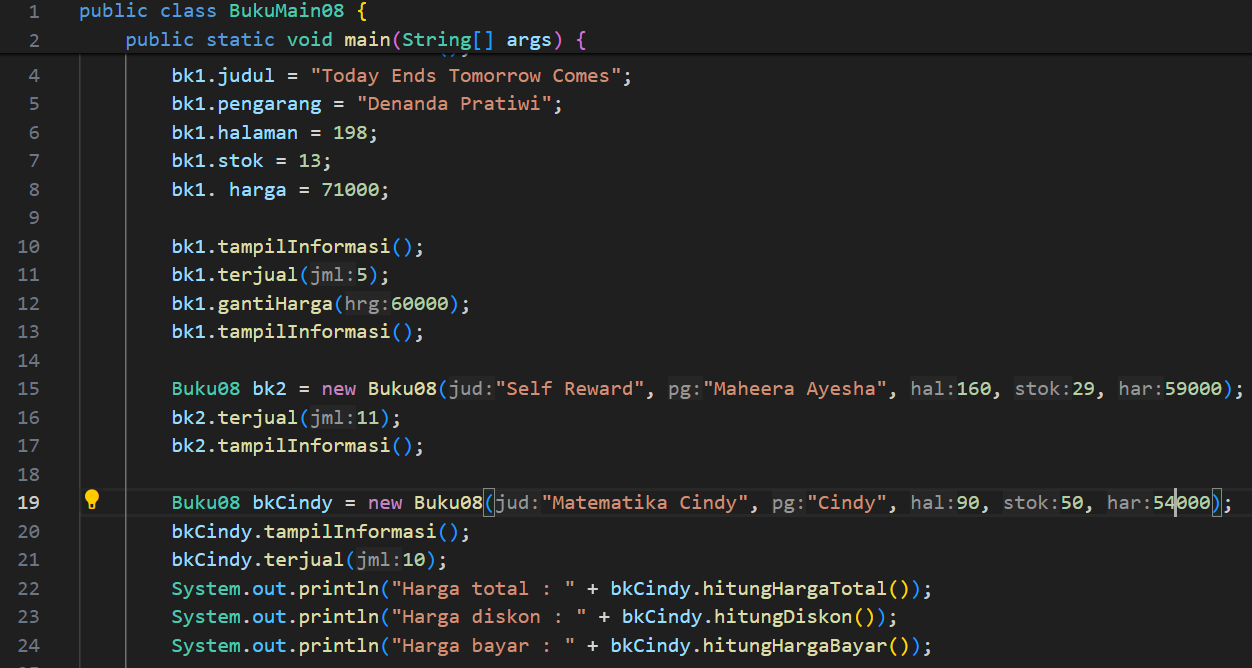 1 public class BukuMain08 {
2 public static void main(String[] args) {
4 bk1.judul = "Today Ends Tomorrow Comes";
5 bk1.pengarang = "Denanda Pratiwi";
6 bk1.halaman = 198;
7 bk1.stok = 13;
8 bk1. harga = 71000;
9
10 bk1.tampilInformasi();
11 bk1.terjual(jml:5);
12 bk1.gantiHarga(hrg:60000);
13 bk1.tampilInformasi();
14
15 Buku08 bk2 = new Buku08(jud:"Self Reward", pg:"Maheera Ayesha", hal:160, stok:29, har:59000);
16 bk2.terjual(jml:11);
17 bk2.tampilInformasi();
18
19 Buku08 bkCindy = new Buku08(jud:"Matematika Cindy", pg:"Cindy", hal:90, stok:50, har:54000);
20 bkCindy.tampilInformasi();
21 bkCindy.terjual(jml:10);
22 System.out.println("Harga total : " + bkCindy.hitungHargaTotal());
23 System.out.println("Harga diskon : " + bkCindy.hitungDiskon());
24 System.out.println("Harga bayar : " + bkCindy.hitungHargaBayar());